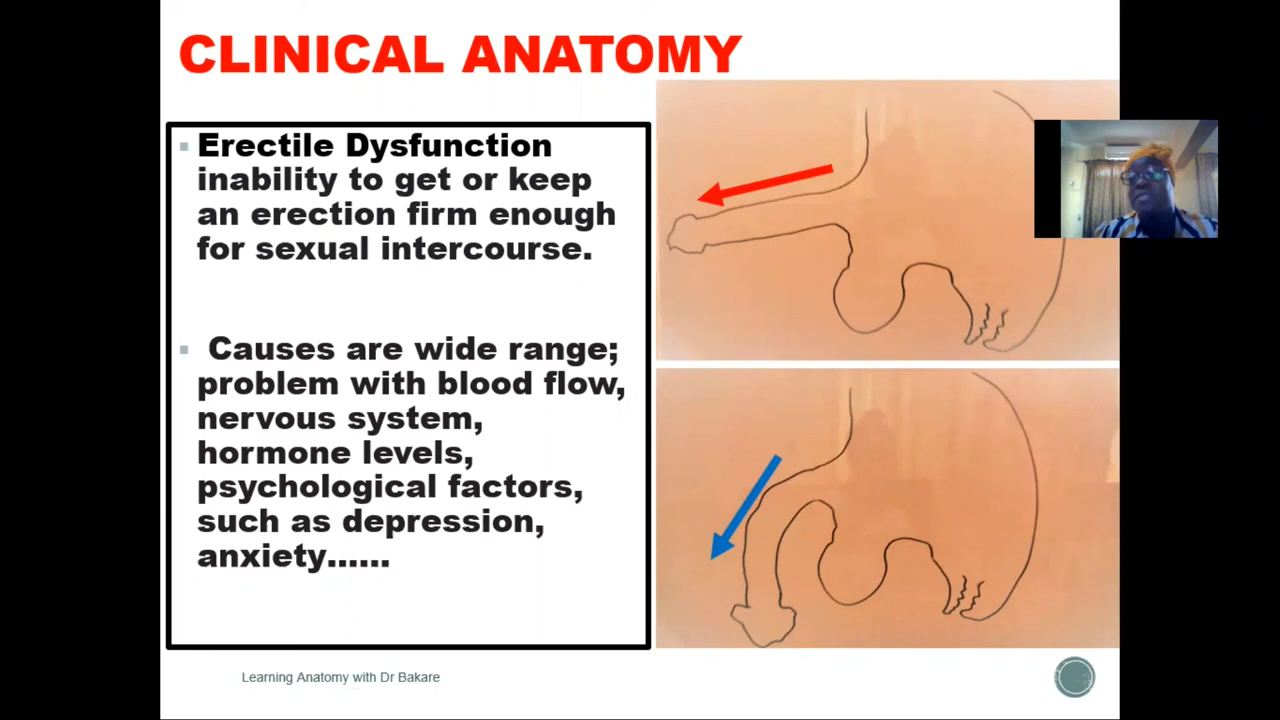 CLINICAL ANATOMY
Erectile Dysfunction
inability to get or keep
an erection firm enough
for sexual intercourse.
Causes are wide range;
problem with blood flow,
nervous system,
hormone levels,
psychological factors,
such as depression,
anxiety......
Learning Anatomy with Dr Bakare